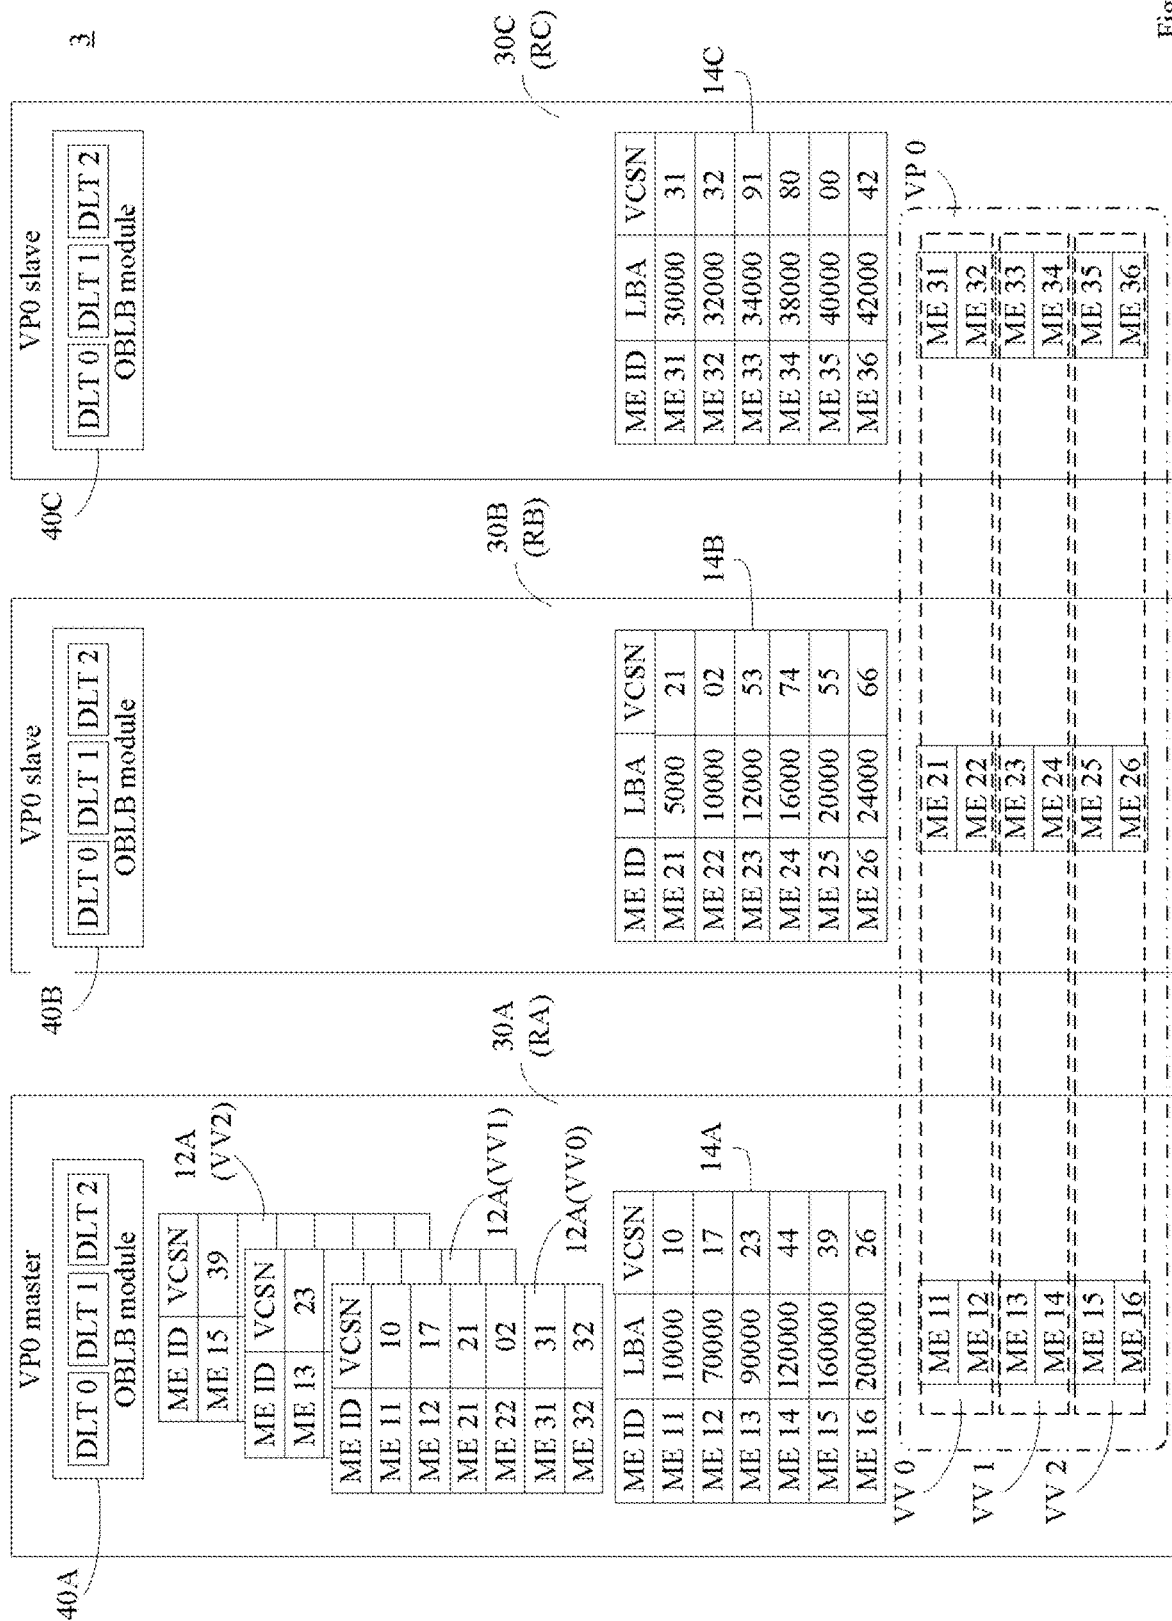 3
VP0 master
40A
DLT 0 DLT 1 DLT 2
OBLB module
ME ID VCSN
ME 15 39
12A
(VV2)
ME ID VCSN
ME 13 23
12A(VV1)
ME ID VCSN
ME 11 10
ME 12 17
ME 21 21
ME 22 02
ME 31 31
ME 32 32
12A(VV0)
30A
(RA)
14A
ME ID LBA VCSN
ME 11 10000 10
ME 12 70000 17
ME 13 90000 23
ME 14 120000 44
ME 15 160000 39
ME 16 200000 26
VP0 slave
40B
DLT 0 DLT 1 DLT 2
OBLB module
30B
(RB)
14B
ME ID LBA VCSN
ME 21 5000 21
ME 22 10000 02
ME 23 12000 53
ME 24 16000 74
ME 25 20000 55
ME 26 24000 66
VP0 slave
40C
DLT 0 DLT 1 DLT 2
OBLB module
30C
(RC)
14C
ME ID LBA VCSN
ME 31 30000 31
ME 32 32000 32
ME 33 34000 91
ME 34 38000 80
ME 35 40000 00
ME 36 42000 42
VP 0
VV 0
ME 11 ME 21 ME 31
ME 12 ME 22 ME 32
VV 1
ME 13 ME 23 ME 33
ME 14 ME 24 ME 34
VV 2
ME 15 ME 25 ME 35
ME 16 ME 26 ME 36